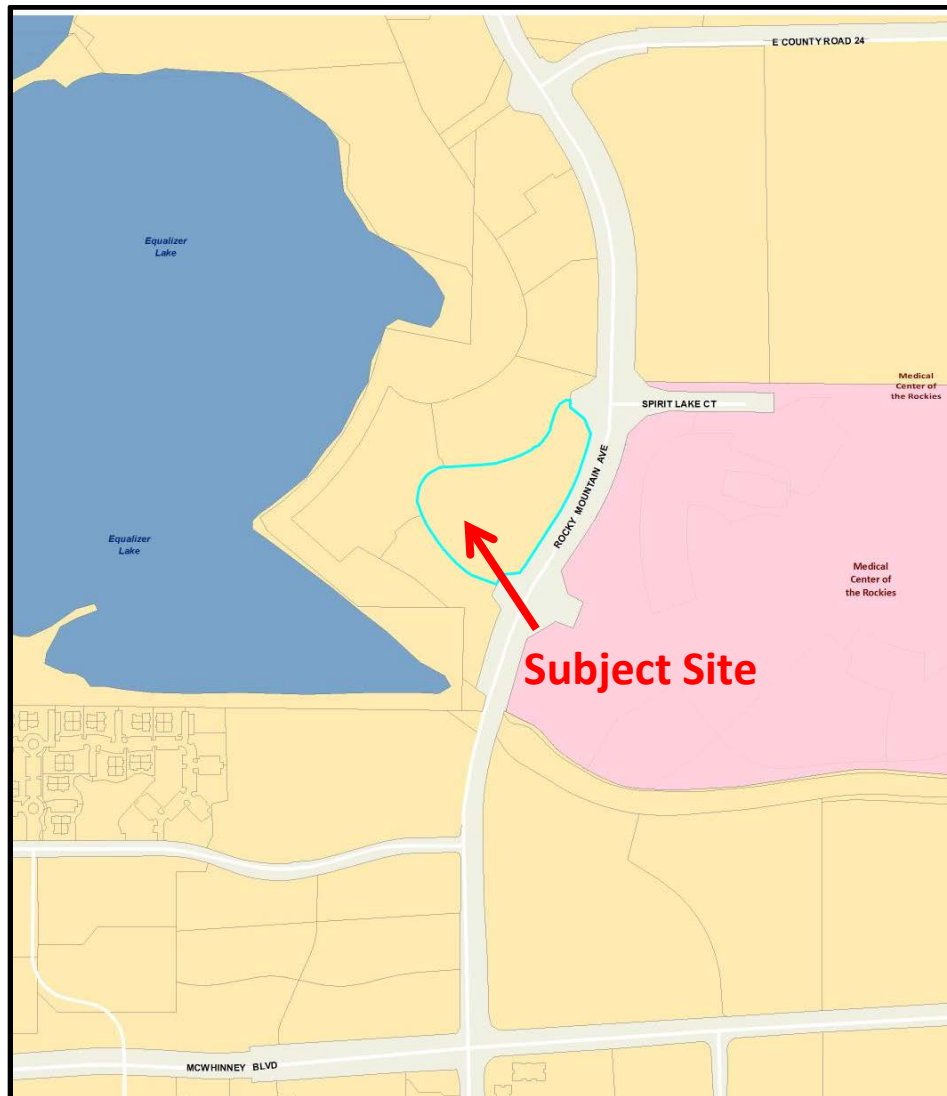 E COUNTY ROAD 24
Equalizer
Lake
Medical
Center of
the Rockies
SPIRIT LAKE CT
ROCKY MOUNTAIN AVE
Equalizer
Lake
Medical
Center of
the Rockies
Subject Site
MCWHINNEY BLVD